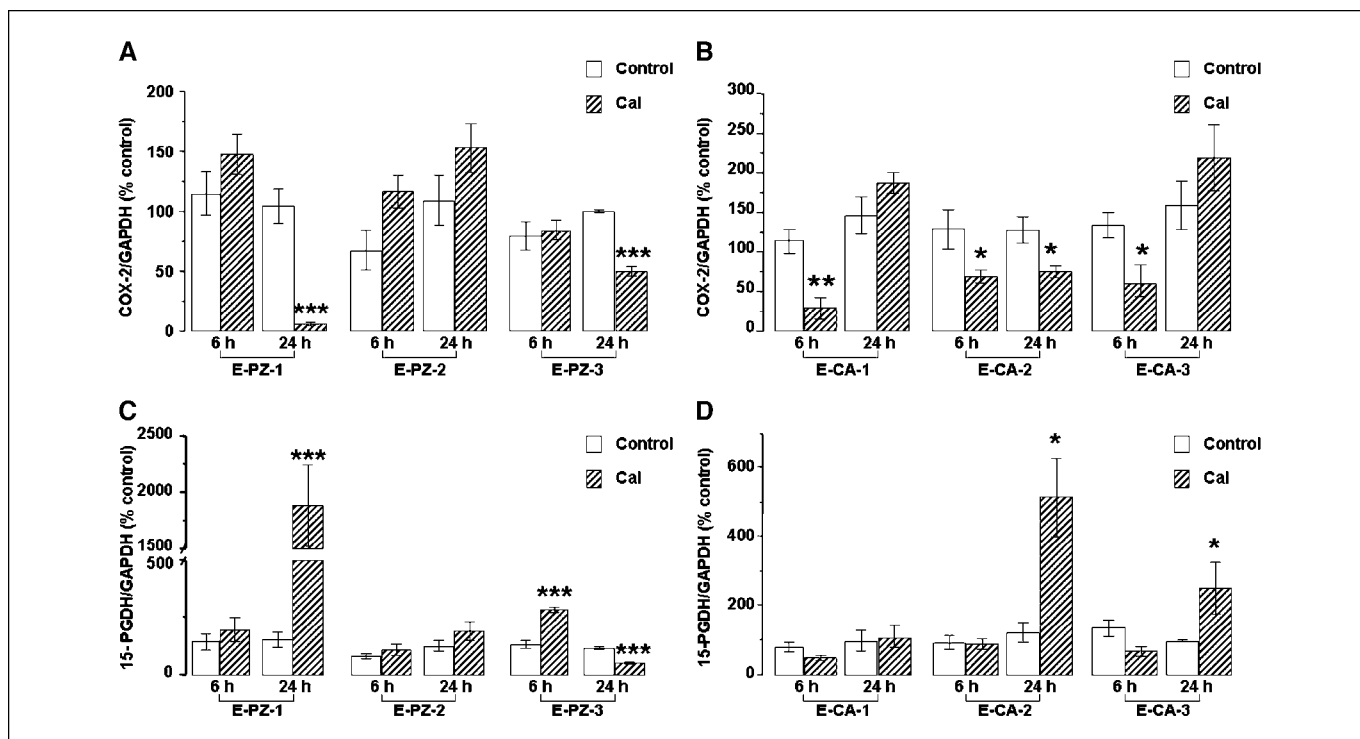 A
Control
Cal
COX-2/GAPDH (% control)
200
150
100
50
0
***
***
6 h 24 h 6 h 24 h 6 h 24 h
E-PZ-1 E-PZ-2 E-PZ-3
B
Control
Cal
COX-2/GAPDH (% control)
300
250
200
150
100
50
0
**
*
*
*
6 h 24 h 6 h 24 h 6 h 24 h
E-CA-1 E-CA-2 E-CA-3
C
Control
Cal
15- PGDH/GAPDH (% control)
2500
2000
1500
500
0
***
***
***
6 h 24 h 6 h 24 h 6 h 24 h
E-PZ-1 E-PZ-2 E-PZ-3
D
Control
Cal
15-PGDH/GAPDH (% control)
600
400
200
0
*
*
6 h 24 h 6 h 24 h 6 h 24 h
E-CA-1 E-CA-2 E-CA-3